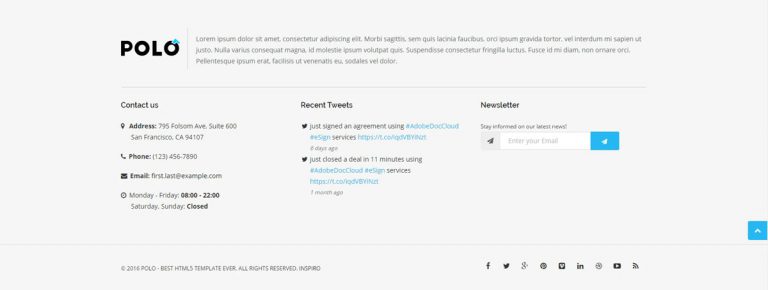 POLO
Lorem ipsum dolor sit amet, consectetur adipiscing elit. Morbi sagittis, sem quis lacinia faucibus, orci ipsum gravida tortor, vel interdum mi sapien ut
justo. Nulla varius consequat magna, id molestie ipsum volutpat quis. Suspendisse consectetur fringilla luctus. Fusce id mi diam, non ornare orci.
Pellentesque ipsum erat, facilisis ut venenatis eu, sodales vel dolor.
Contact us
Address: 795 Folsom Ave, Suite 600
San Francisco, CA 94107
Phone: (123) 456-7890
Email: first.last@example.com
Monday - Friday: 08:00 - 22:00
Saturday, Sunday: Closed
Recent Tweets
just signed an agreement using #AdobeDocCloud
#eSign services https://t.co/iqdVBYiNzt
8 days ago
just closed a deal in 11 minutes using
#AdobeDocCloud #eSign services
https://t.co/iqdVBYiNzt
1 month ago
Newsletter
Stay informed on our latest news!
Enter your Email
© 2016 POLO - BEST HTML5 TEMPLATE EVER. ALL RIGHTS RESERVED. INSPIRO